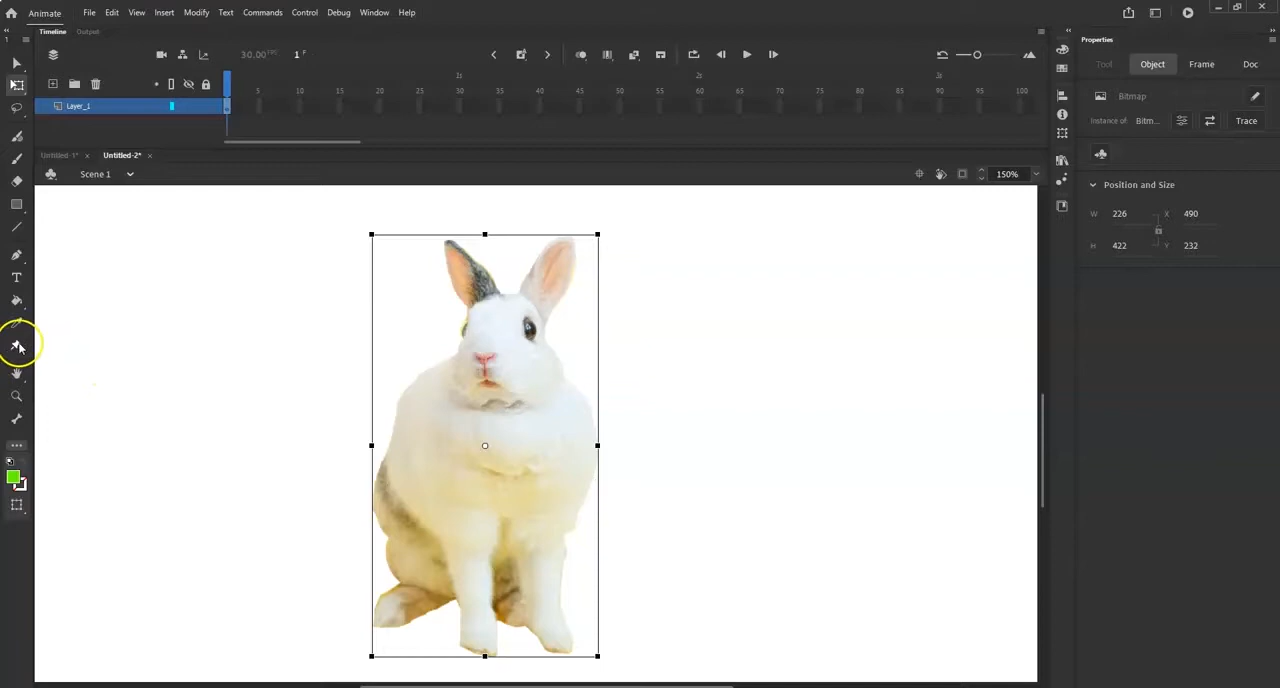 Animate File Edit View Insert Modify Text Commands Control Debug Window Help
Timeline Output
Properties
30.00 FPS 1 F
Tool Object Frame Doc
1s 2s 3s
5 10 15 20 25 30 35 40 45 50 55 60 65 70 75 80 85 90 95 100
Layer_1
Bitmap
Instance of Bitm... Trace
Untitled-1* × Untitled-2* ×
Scene 1 150%
Position and Size
W 226 X 490
H 422 Y 232